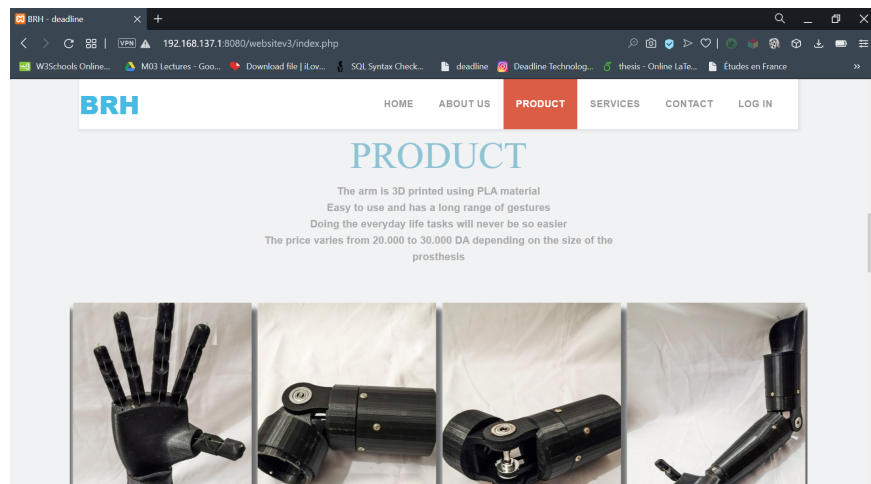 BRH - deadline
VPN
192.168.137.1:8080/websitev3/index.php
W3Schools Online...
M03 Lectures - Goo...
Download file | iLov...
SQL Syntax Check...
deadline
Deadline Technolog...
thesis - Online LaTe...
Études en France
BRH
HOME
ABOUT US
PRODUCT
SERVICES
CONTACT
LOG IN
PRODUCT
The arm is 3D printed using PLA material
Easy to use and has a long range of gestures
Doing the everyday life tasks will never be so easier
The price varies from 20.000 to 30.000 DA depending on the size of the
prosthesis